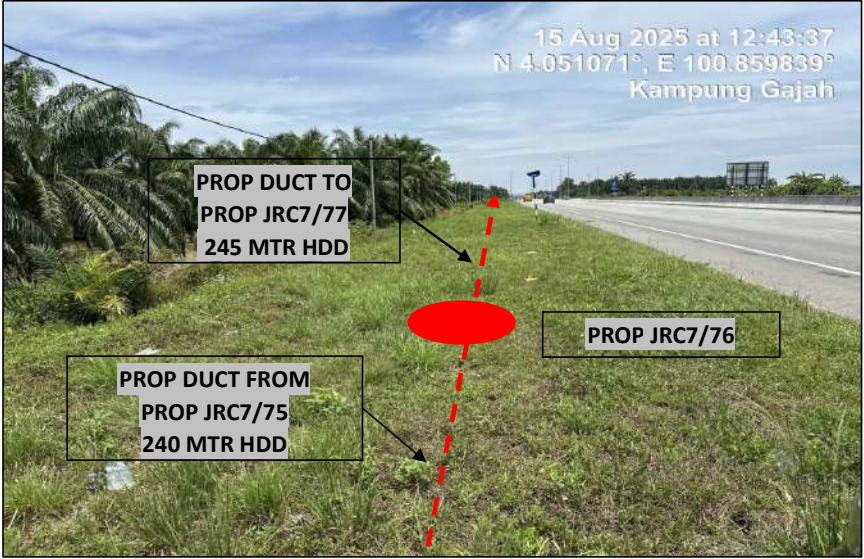 15 Aug 2025 at 12:43:37
N 4.051071°, E 100.859839°
Kampung Gajah
PROP DUCT TO
PROP JRC7/77
245 MTR HDD
PROP JRC7/76
PROP DUCT FROM
PROP JRC7/75
240 MTR HDD